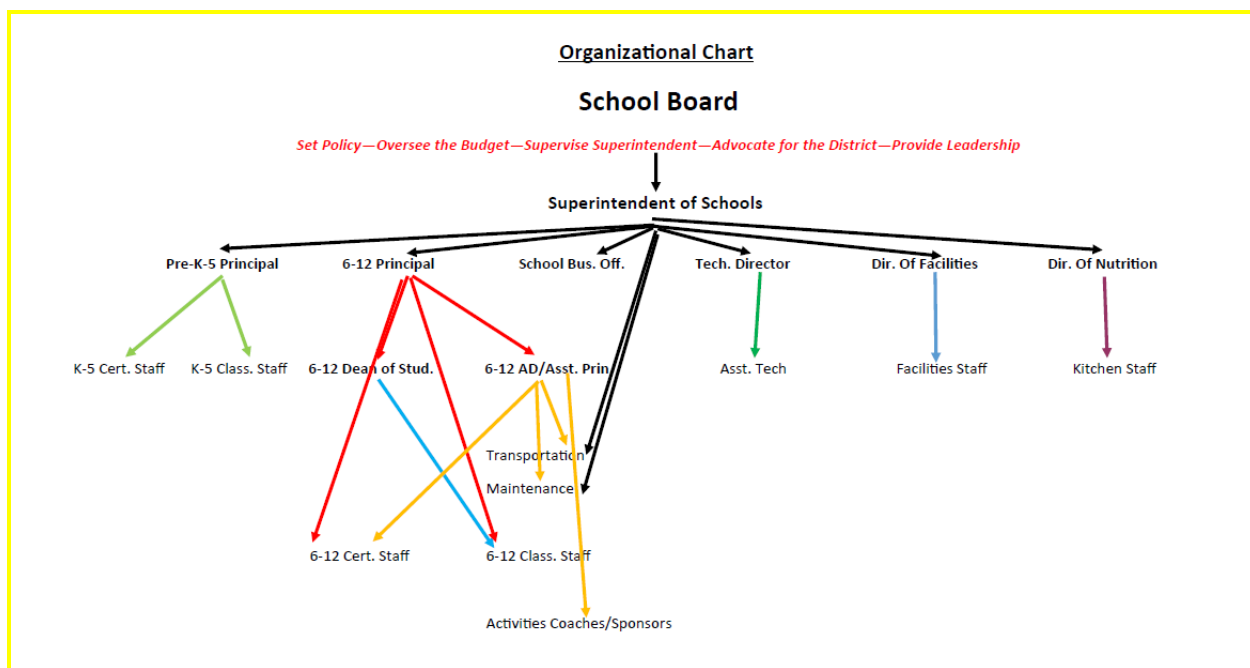 Organizational Chart
School Board
Set Policy—Oversee the Budget—Supervise Superintendent—Advocate for the District—Provide Leadership
Superintendent of Schools
Pre-K-5 Principal
6-12 Principal
School Bus. Off.
Tech. Director
Dir. Of Facilities
Dir. Of Nutrition
K-5 Cert. Staff
K-5 Class. Staff
6-12 Dean of Stud.
6-12 AD/Asst. Prin.
Asst. Tech
Facilities Staff
Kitchen Staff
Transportation
Maintenance
6-12 Cert. Staff
6-12 Class. Staff
Activities Coaches/Sponsors